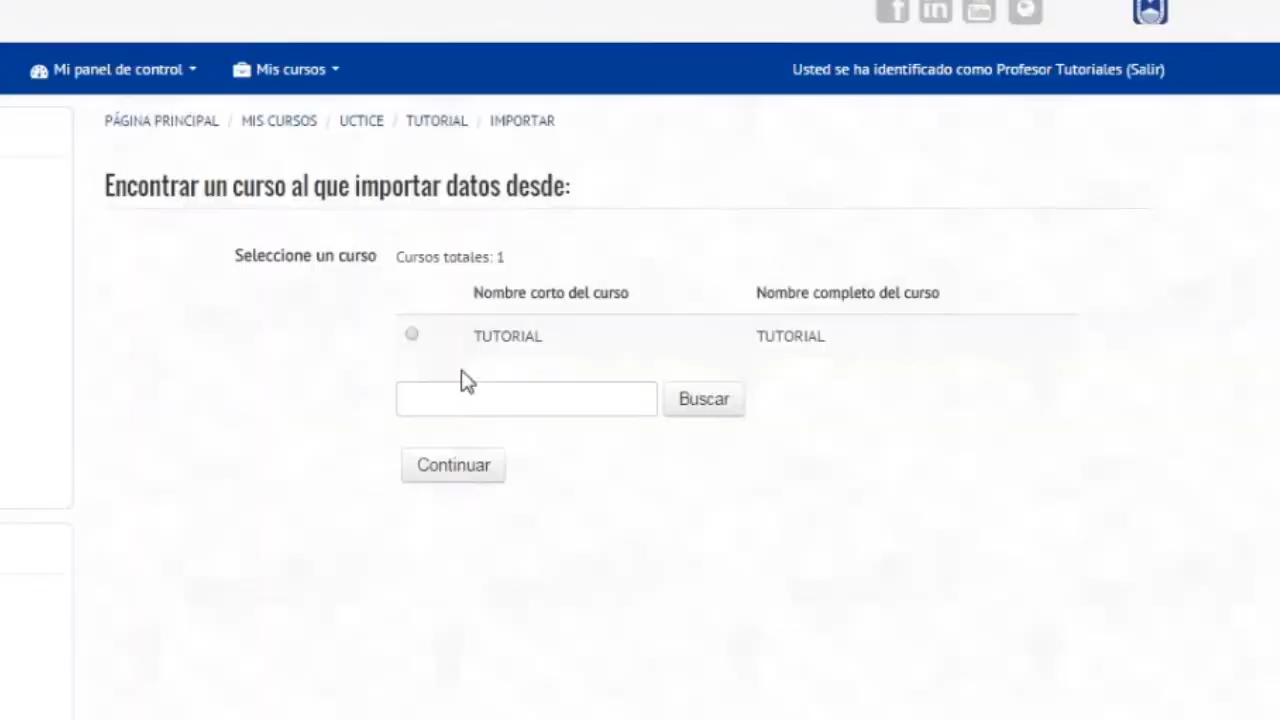 Mi panel de control Mis cursos Usted se ha identificado como Profesor Tutoriales (Salir)
PÁGINA PRINCIPAL / MIS CURSOS / UCTICE / TUTORIAL / IMPORTAR
Encontrar un curso al que importar datos desde:
Seleccione un curso Cursos totales: 1
Nombre corto del curso Nombre completo del curso
TUTORIAL TUTORIAL
Buscar
Continuar